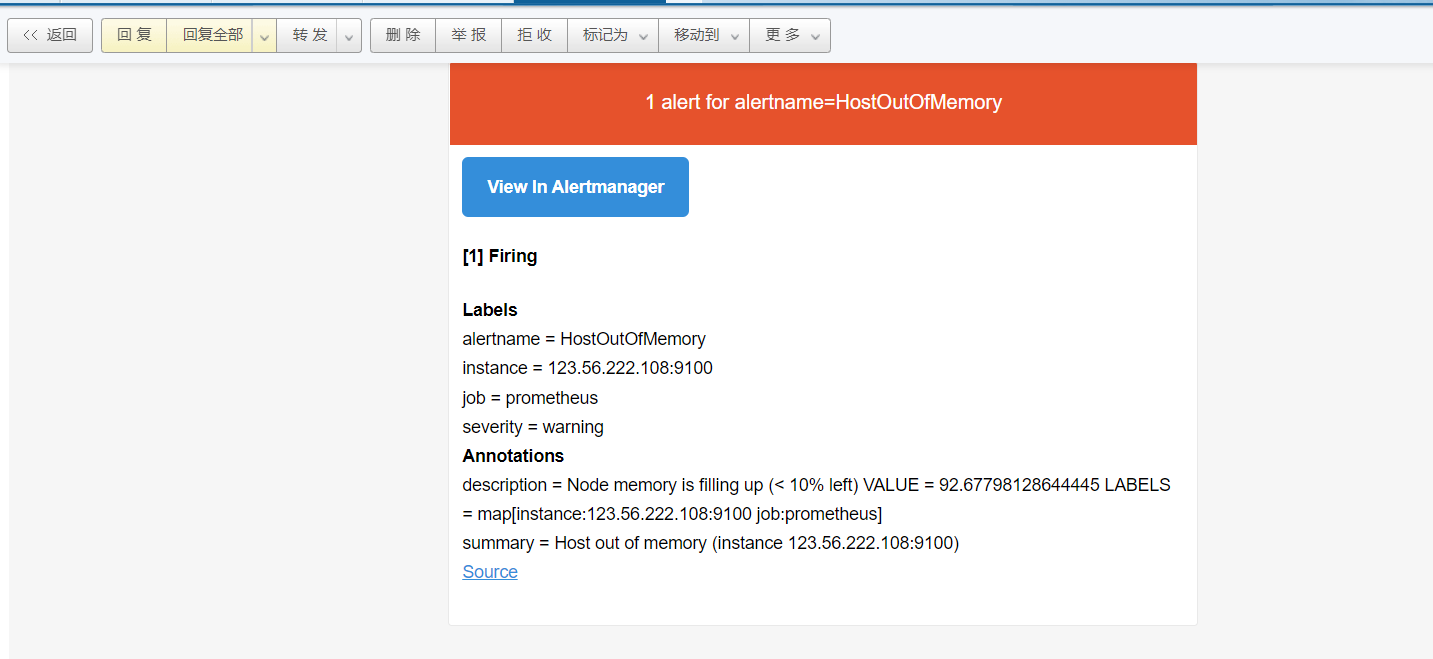 << 返回 回 复 回复全部 转 发 删 除 举 报 拒 收 标记为 移动到 更 多
1 alert for alertname=HostOutOfMemory
View In Alertmanager
[1] Firing
Labels
alertname = HostOutOfMemory
instance = 123.56.222.108:9100
job = prometheus
severity = warning
Annotations
description = Node memory is filling up (< 10% left) VALUE = 92.67798128644445 LABELS
= map[instance:123.56.222.108:9100 job:prometheus]
summary = Host out of memory (instance 123.56.222.108:9100)
Source